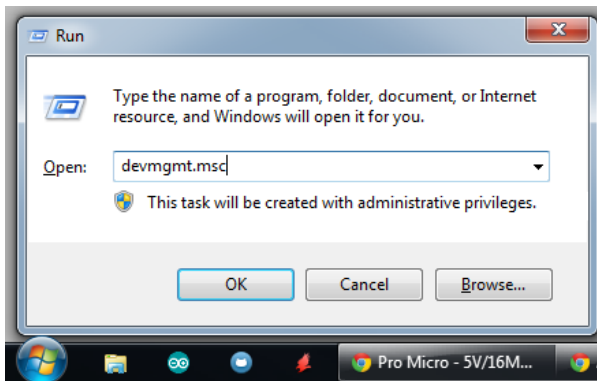 Run
Type the name of a program, folder, document, or Internet
resource, and Windows will open it for you.
Open: devmgmt.msc
This task will be created with administrative privileges.
OK Cancel Browse...
Pro Micro - 5V/16M...